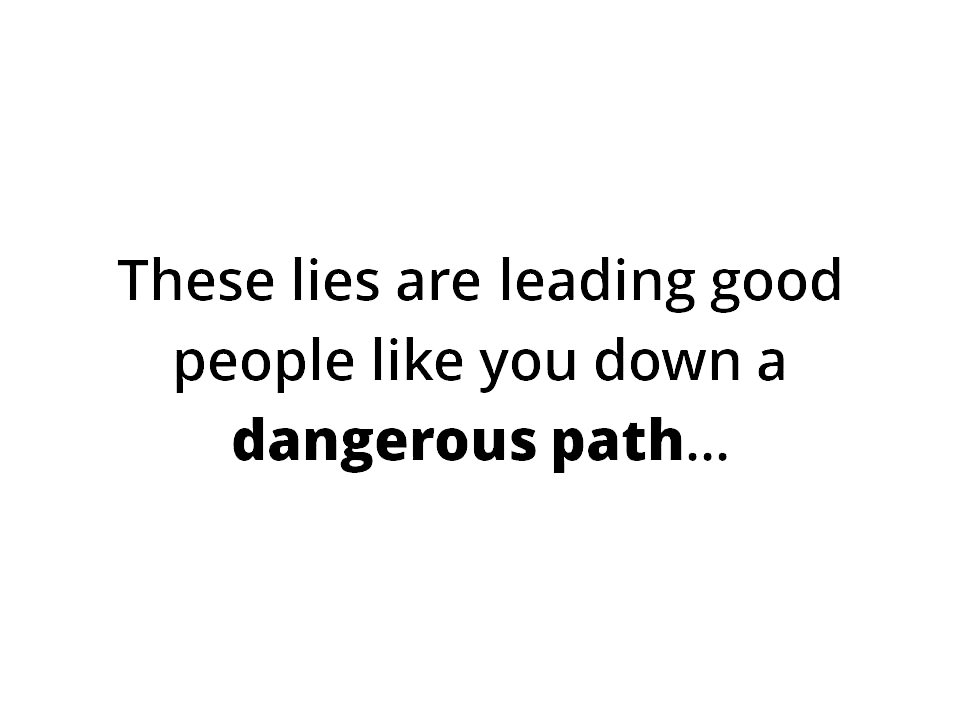 These lies are leading good
people like you down a
dangerous path...